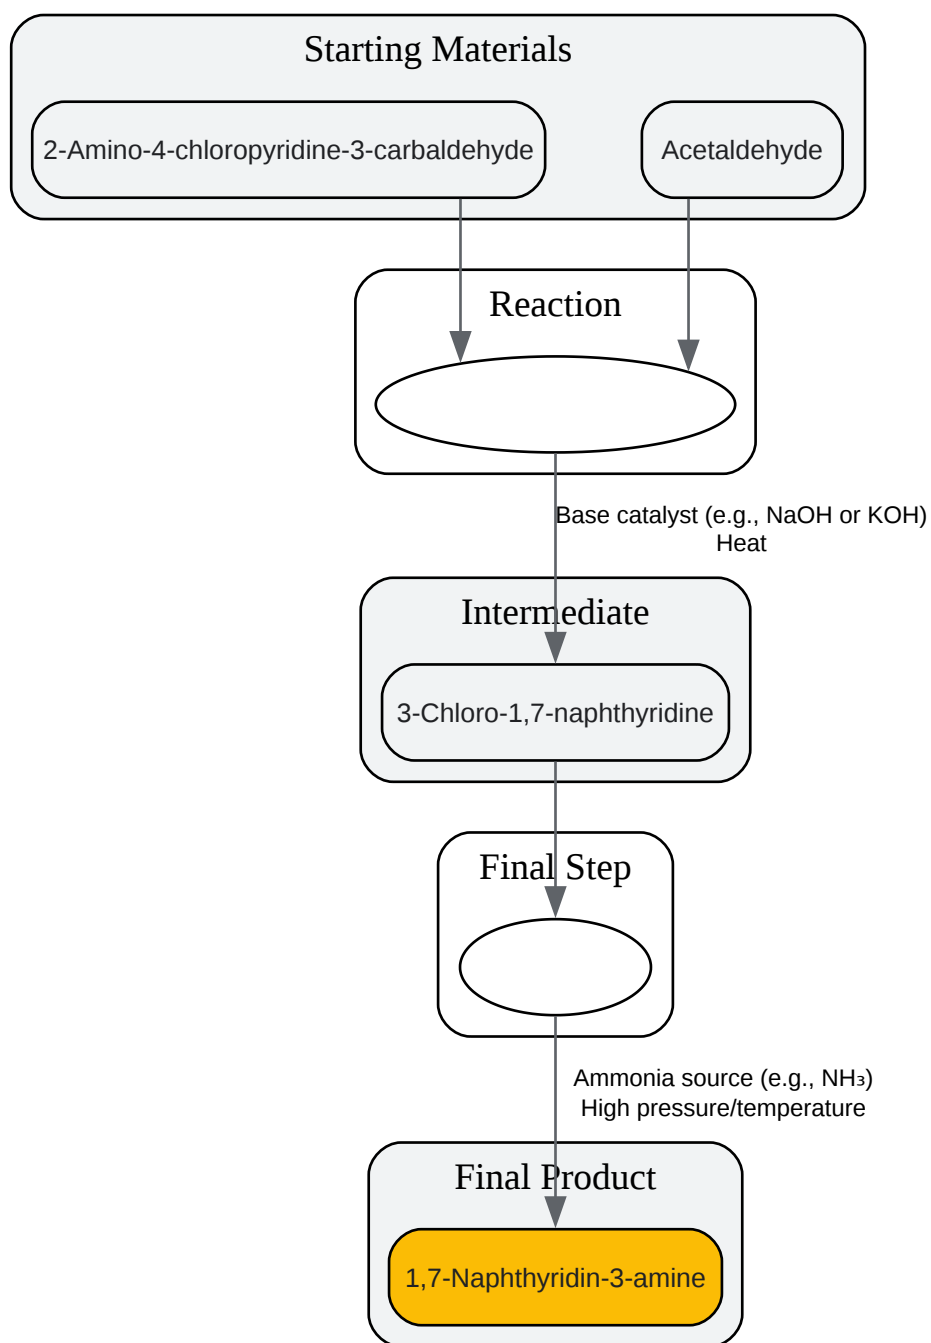 Starting Materials
2-Amino-4-chloropyridine-3-carbaldehyde
Acetaldehyde
Reaction
Base catalyst (e.g., NaOH or KOH)
Heat
Intermediate
3-Chloro-1,7-naphthyridine
Final Step
Ammonia source (e.g., NH₃)
High pressure/temperature
Final Product
1,7-Naphthyridin-3-amine